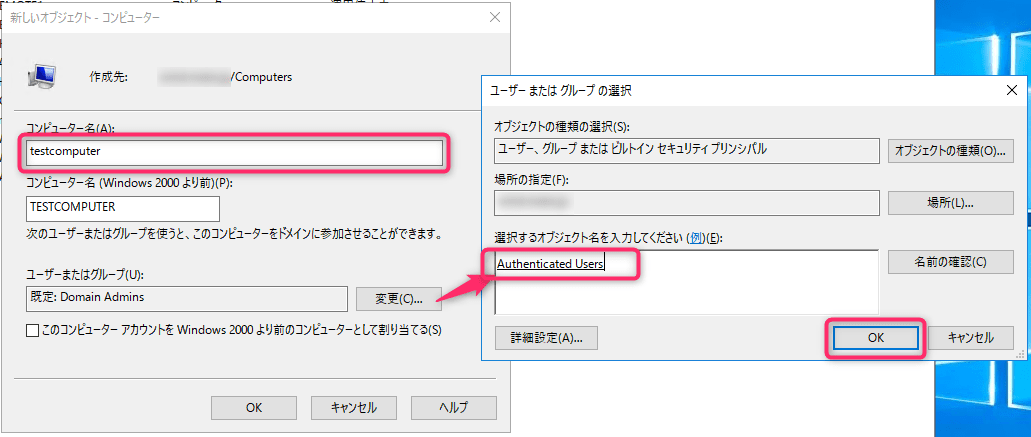 新しいオブジェクト - コンピューター
作成先:
/Computers
コンピューター名(A):
testcomputer
コンピューター名 (Windows 2000 より前)(P):
TESTCOMPUTER
次のユーザーまたはグループを使うと、このコンピューターをドメインに参加させることができます。
ユーザーまたはグループ(U):
既定: Domain Admins
変更(C)...
このコンピューター アカウントを Windows 2000 より前のコンピューターとして割り当てる(S)
OK
キャンセル
ヘルプ
ユーザー または グループ の選択
オブジェクトの種類の選択(S):
ユーザー、グループ または ビルトイン セキュリティ プリンシパル
オブジェクトの種類(O)...
場所の指定(F):
場所(L)...
選択するオブジェクト名を入力してください (例)(E):
Authenticated Users
名前の確認(C)
詳細設定(A)...
OK
キャンセル